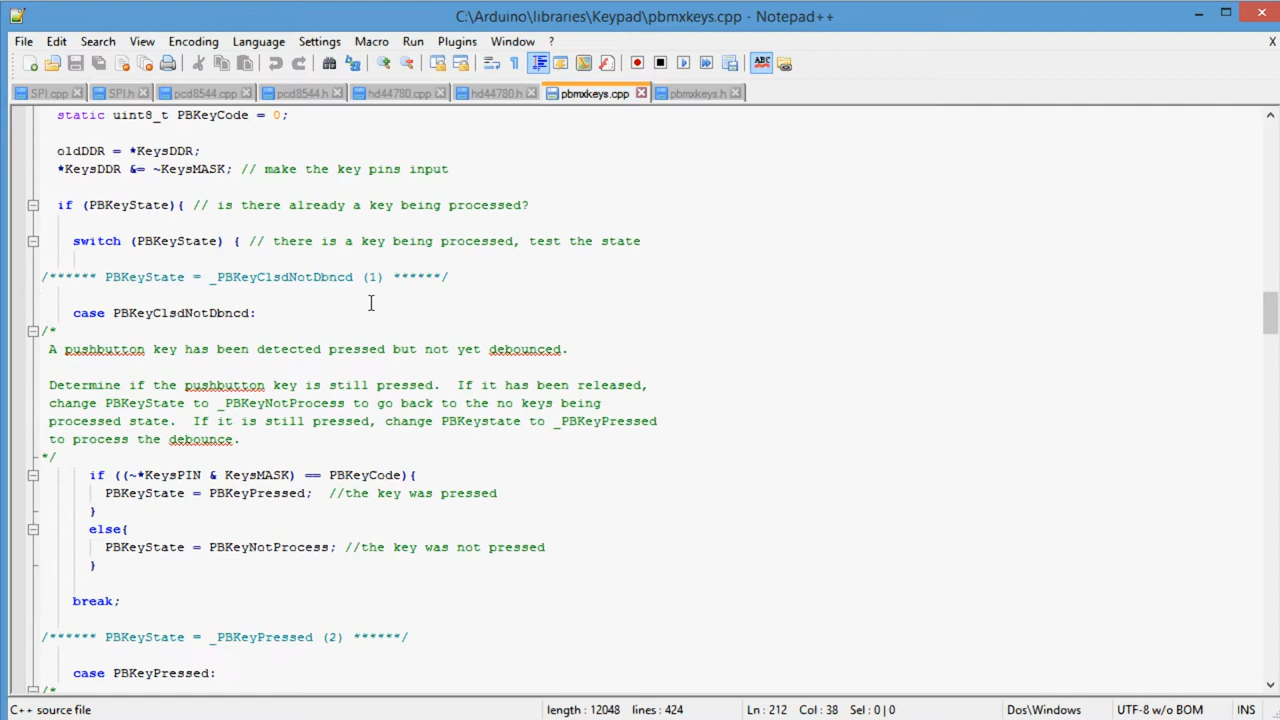 C:\Arduino\libraries\Keypad\pbmxkeys.cpp - Notepad++
File Edit Search View Encoding Language Settings Macro Run Plugins Window ? X
ABC
SPI.cpp SPI.h pcd8544.cpp pcd8544.h hd44780.cpp hd44780.h pbmxkeys.cpp pbmxkeys.h
static uint8_t PBKeyCode = 0;
oldDDR = *KeysDDR;
*KeysDDR &= ~KeysMASK; // make the key pins input
if (PBKeyState){ // is there already a key being processed?
switch (PBKeyState) { // there is a key being processed, test the state
/****** PBKeyState = _PBKeyClsdNotDbncd (1) ******/
case PBKeyClsdNotDbncd:
/*
A pushbutton key has been detected pressed but not yet debounced.
Determine if the pushbutton key is still pressed.  If it has been released,
change PBKeyState to _PBKeyNotProcess to go back to the no keys being
processed state.  If it is still pressed, change PBKeystate to _PBKeyPressed
to process the debounce.
*/
if ((~*KeysPIN & KeysMASK) == PBKeyCode){
PBKeyState = PBKeyPressed;  //the key was pressed
}
else{
PBKeyState = PBKeyNotProcess; //the key was not pressed
}
break;
/****** PBKeyState = _PBKeyPressed (2) ******/
case PBKeyPressed:
/*
C++ source file length : 12048 lines : 424 Ln : 212 Col : 38 Sel : 0 | 0 Dos\Windows UTF-8 w/o BOM INS